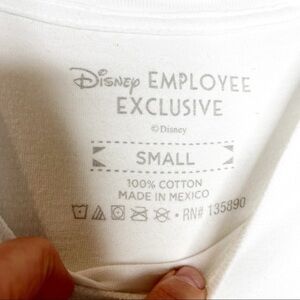 Disney EMPLOYEE
EXCLUSIVE
©Disney
SMALL
100% COTTON
MADE IN MEXICO
• RN# 135890